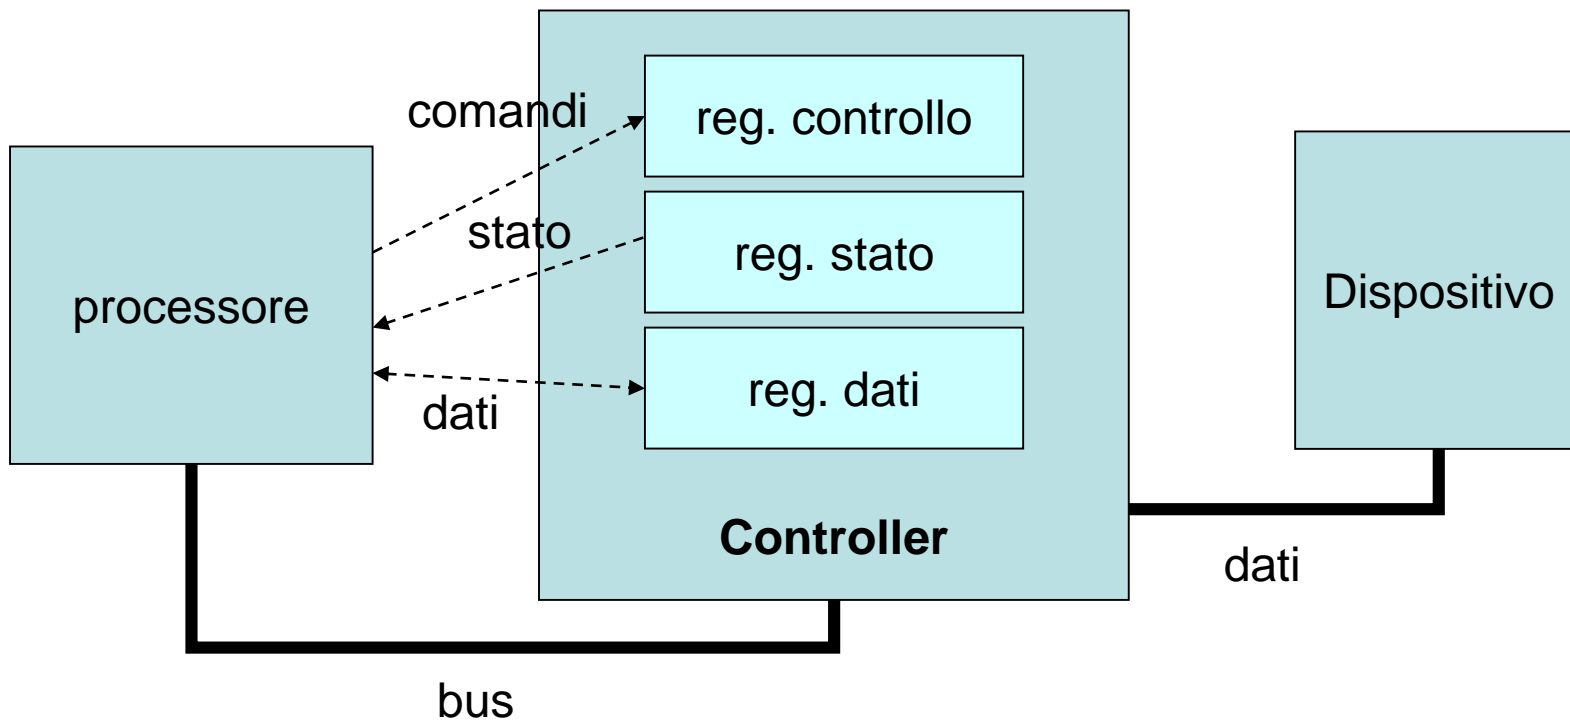 comandi
reg. controllo
stato
reg. stato
processore
Dispositivo
reg. dati
dati
Controller
dati
bus